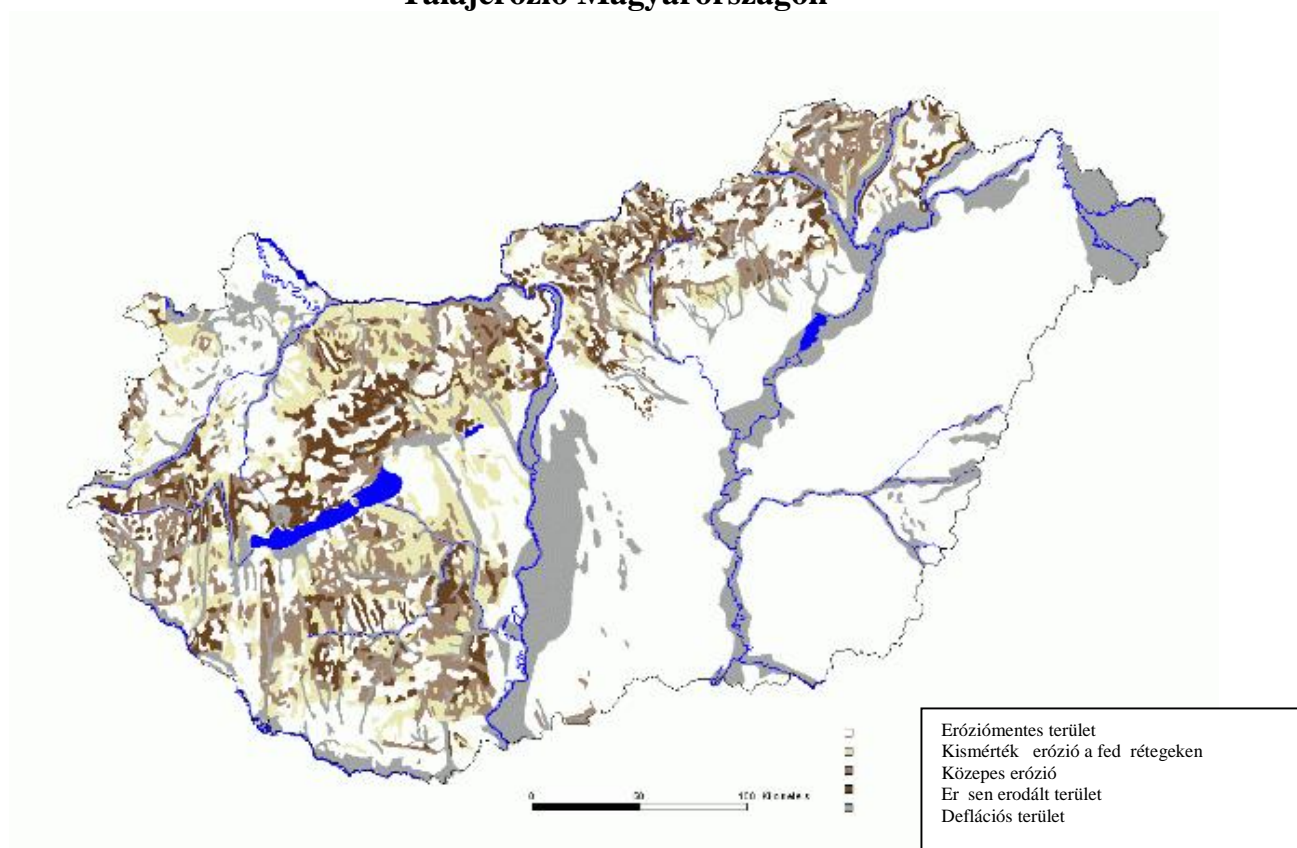 Talajerózió Magyarországon
Eróziómentes terület
Kismérték erózió a fed rétegeken
Közepes erózió
Er sen erodált terület
Deflációs terület
0 50 100 Kilometers